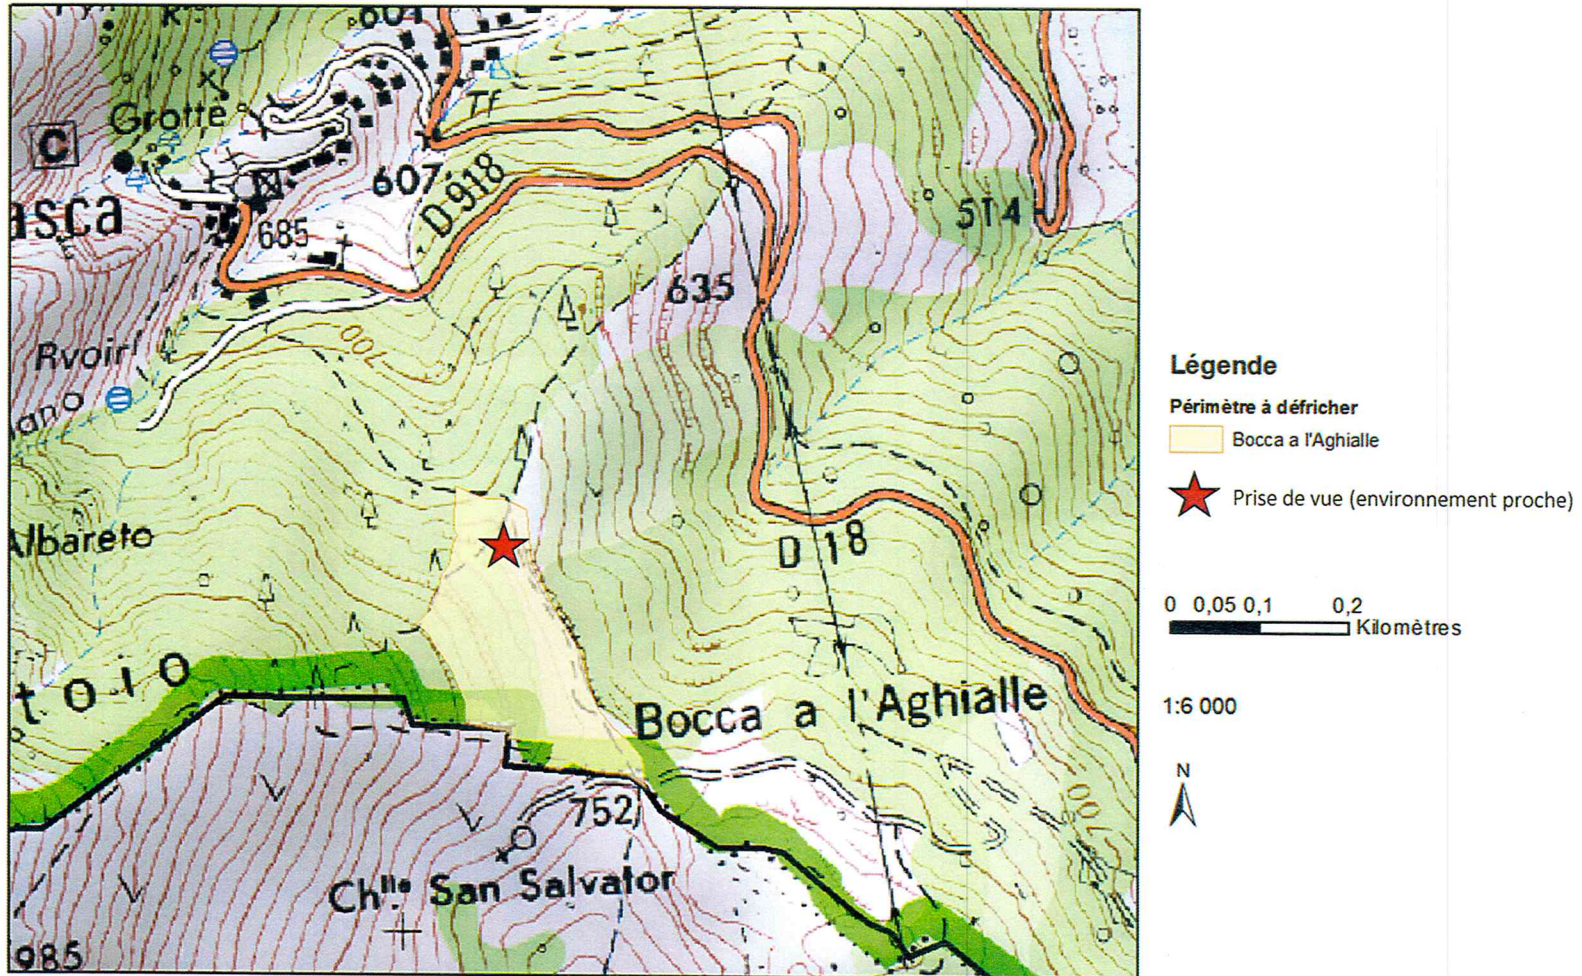 601
Grotte
C
Tf
607
D 918
asca
685
514
635
700
Rvoir
ano
Albareto
D 18
toio
Bocca a l'Aghialle
752
700
Chlle San Salvator
985
Légende
Périmètre à défricher
Bocca a l'Aghialle
Prise de vue (environnement proche)
0 0,05 0,1 0,2
Kilomètres
1:6 000
N